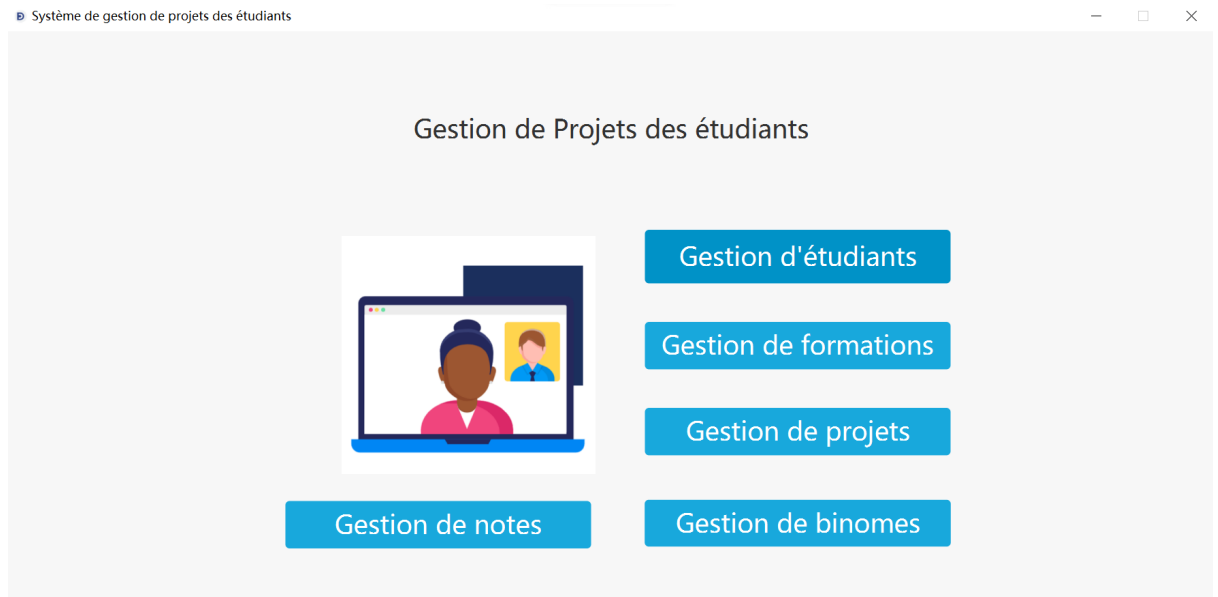 Système de gestion de projets des étudiants
Gestion de Projets des étudiants
Gestion d'étudiants
Gestion de formations
Gestion de projets
Gestion de notes
Gestion de binomes